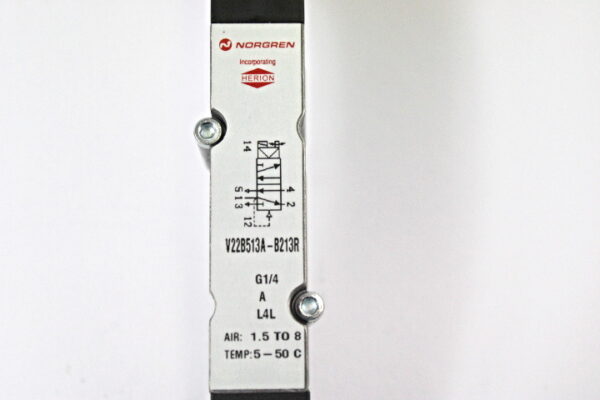 NORGREN
Incorporating
HERION
14
5 4
1 3 2
12
V22B513A-B213R
G1/4
A
L4L
AIR: 1.5 TO 8
TEMP: 5-50 C